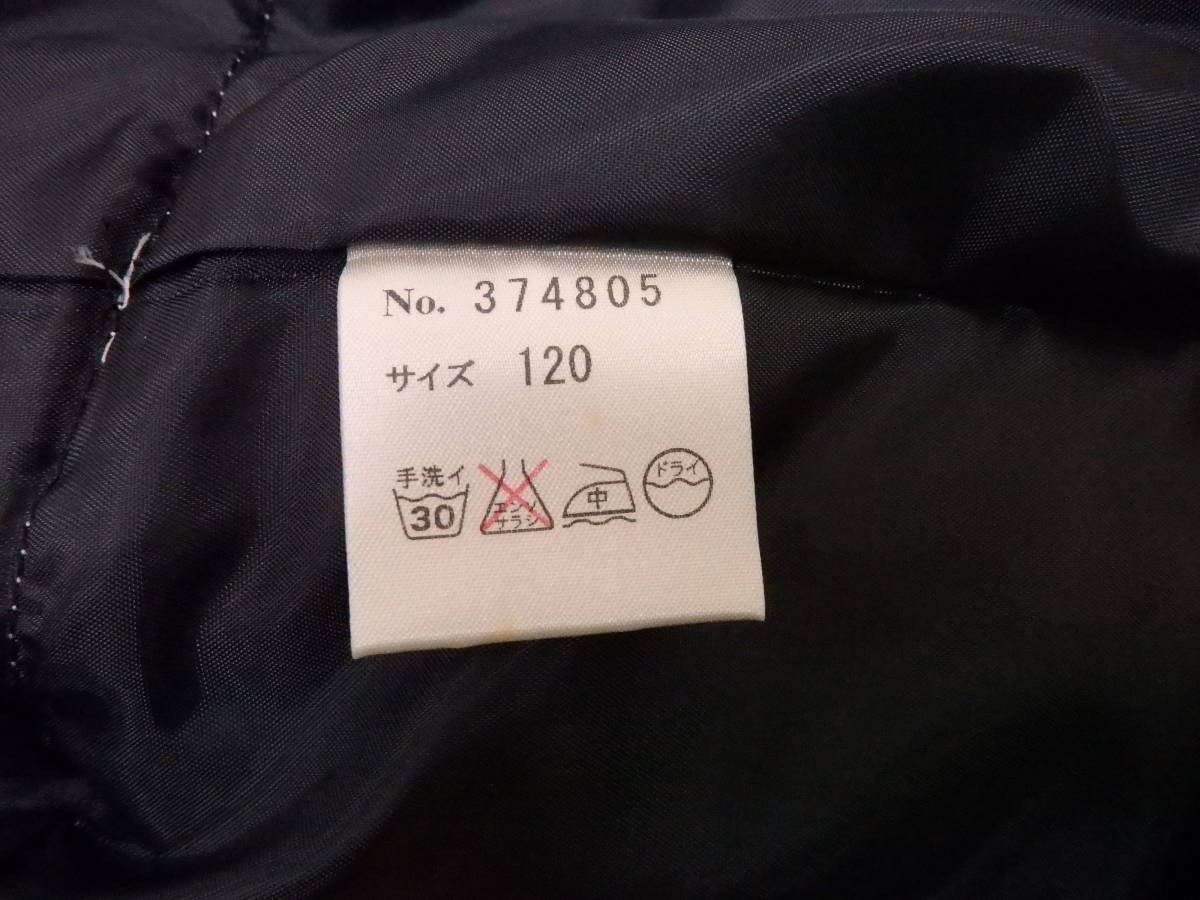 No. 374805
サイズ 120
手洗イ
30
エンソ
サラシ
中
ドライ